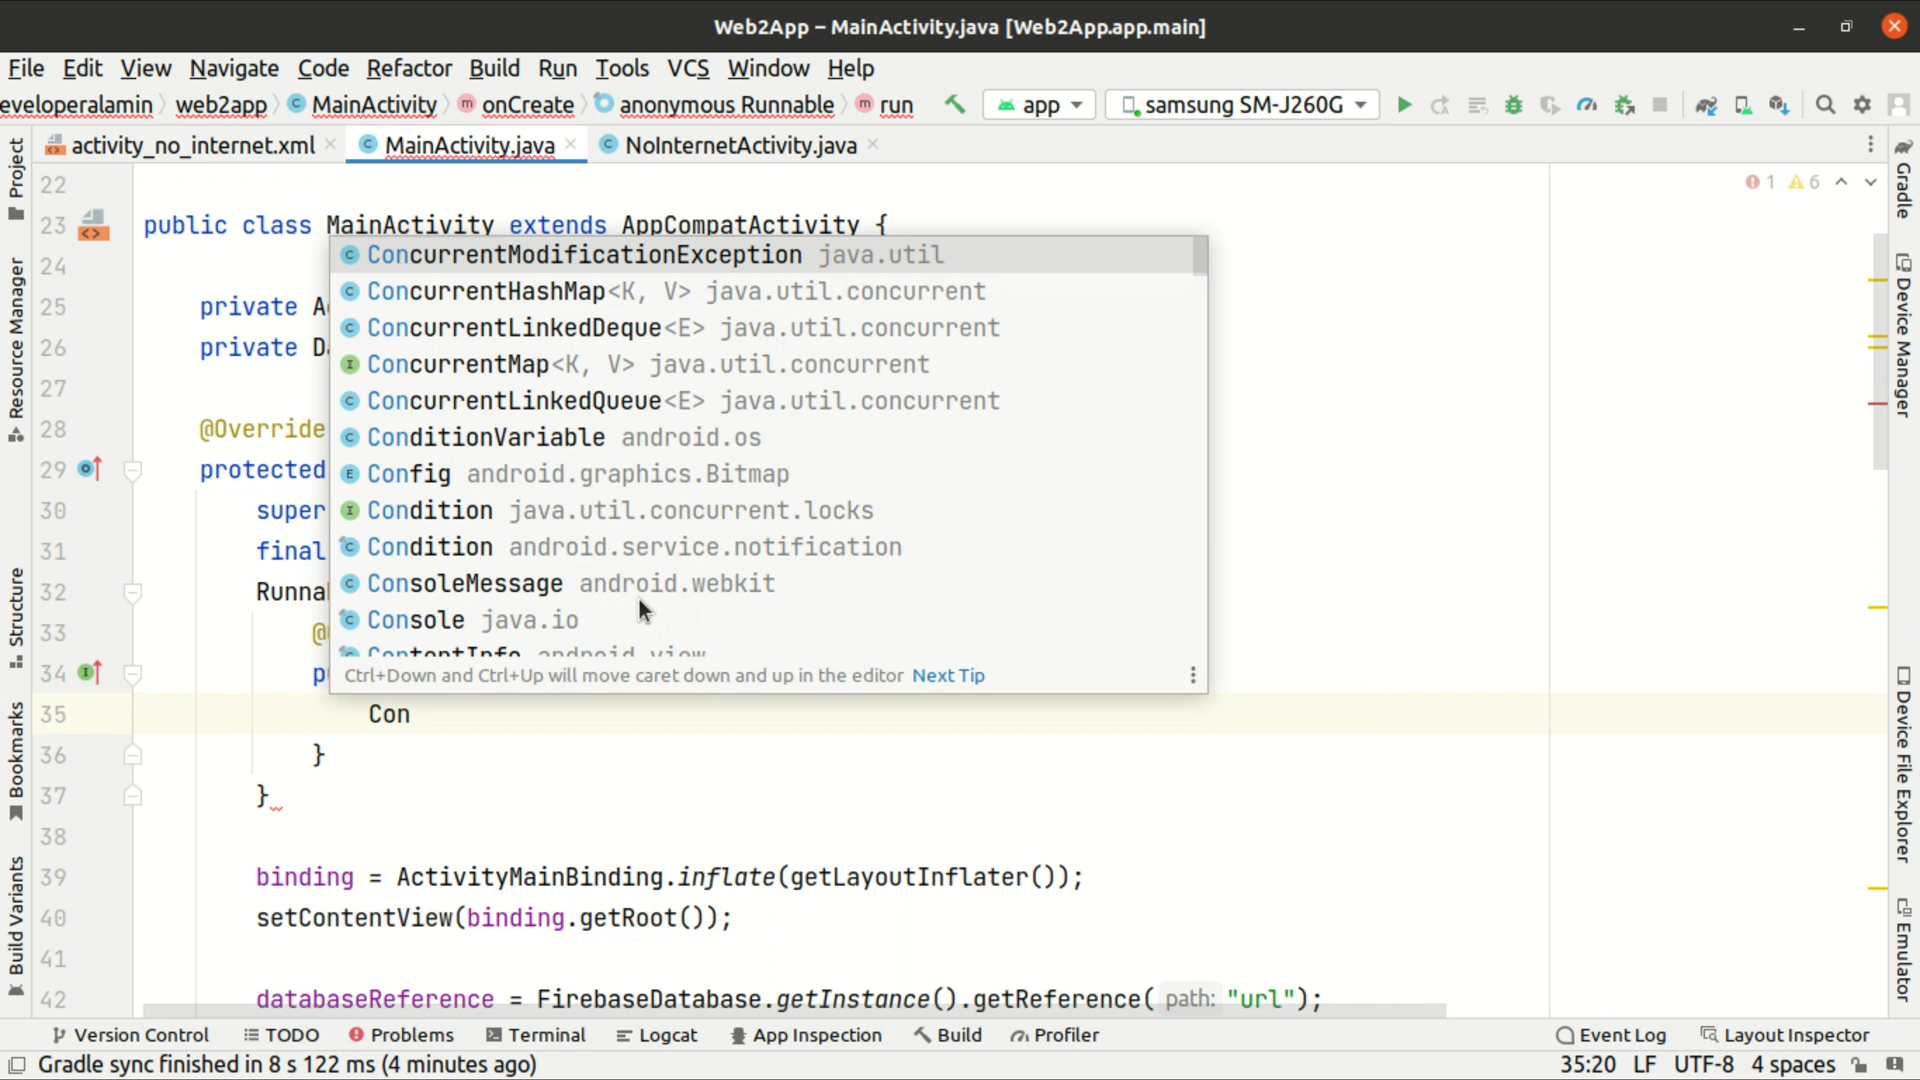 Web2App – MainActivity.java [Web2App.app.main]
File Edit View Navigate Code Refactor Build Run Tools VCS Window Help
eveloperalamin web2app MainActivity onCreate anonymous Runnable run app samsung SM-J260G
activity_no_internet.xml MainActivity.java NoInternetActivity.java
Project
Resource Manager
Structure
Bookmarks
Build Variants
1 6
22
23 public class MainActivity extends AppCompatActivity {
24
25 private A
26 private Da
27
28 @Override
29 protected
30 super
31 final
32 Runna
33 @
34 p
35 Con
36 }
37 }
38
39 binding = ActivityMainBinding.inflate(getLayoutInflater());
40 setContentView(binding.getRoot());
41
42 databaseReference = FirebaseDatabase.getInstance().getReference( path: "url");
ConcurrentModificationException java.util
ConcurrentHashMap<K, V> java.util.concurrent
ConcurrentLinkedDeque<E> java.util.concurrent
ConcurrentMap<K, V> java.util.concurrent
ConcurrentLinkedQueue<E> java.util.concurrent
ConditionVariable android.os
Config android.graphics.Bitmap
Condition java.util.concurrent.locks
Condition android.service.notification
ConsoleMessage android.webkit
Console java.io
ContentInfo android.view
Ctrl+Down and Ctrl+Up will move caret down and up in the editor Next Tip
Gradle
Device Manager
Device File Explorer
Emulator
Version Control TODO Problems Terminal Logcat App Inspection Build Profiler Event Log Layout Inspector
Gradle sync finished in 8 s 122 ms (4 minutes ago) 35:20 LF UTF-8 4 spaces